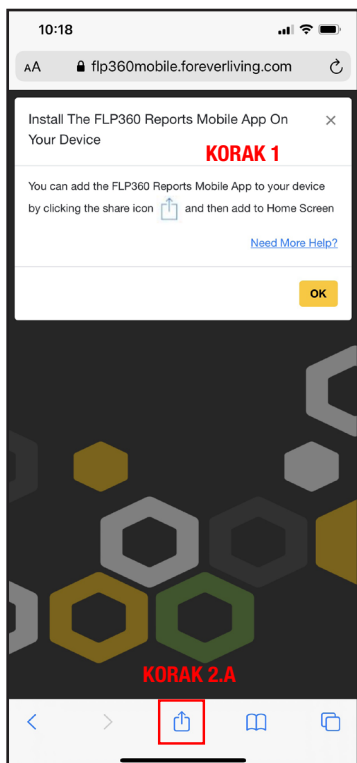 10:18
AA flp360mobile.foreverliving.com
Install The FLP360 Reports Mobile App On
Your Device
KORAK 1
You can add the FLP360 Reports Mobile App to your device
by clicking the share icon and then add to Home Screen
Need More Help?
OK
KORAK 2.A